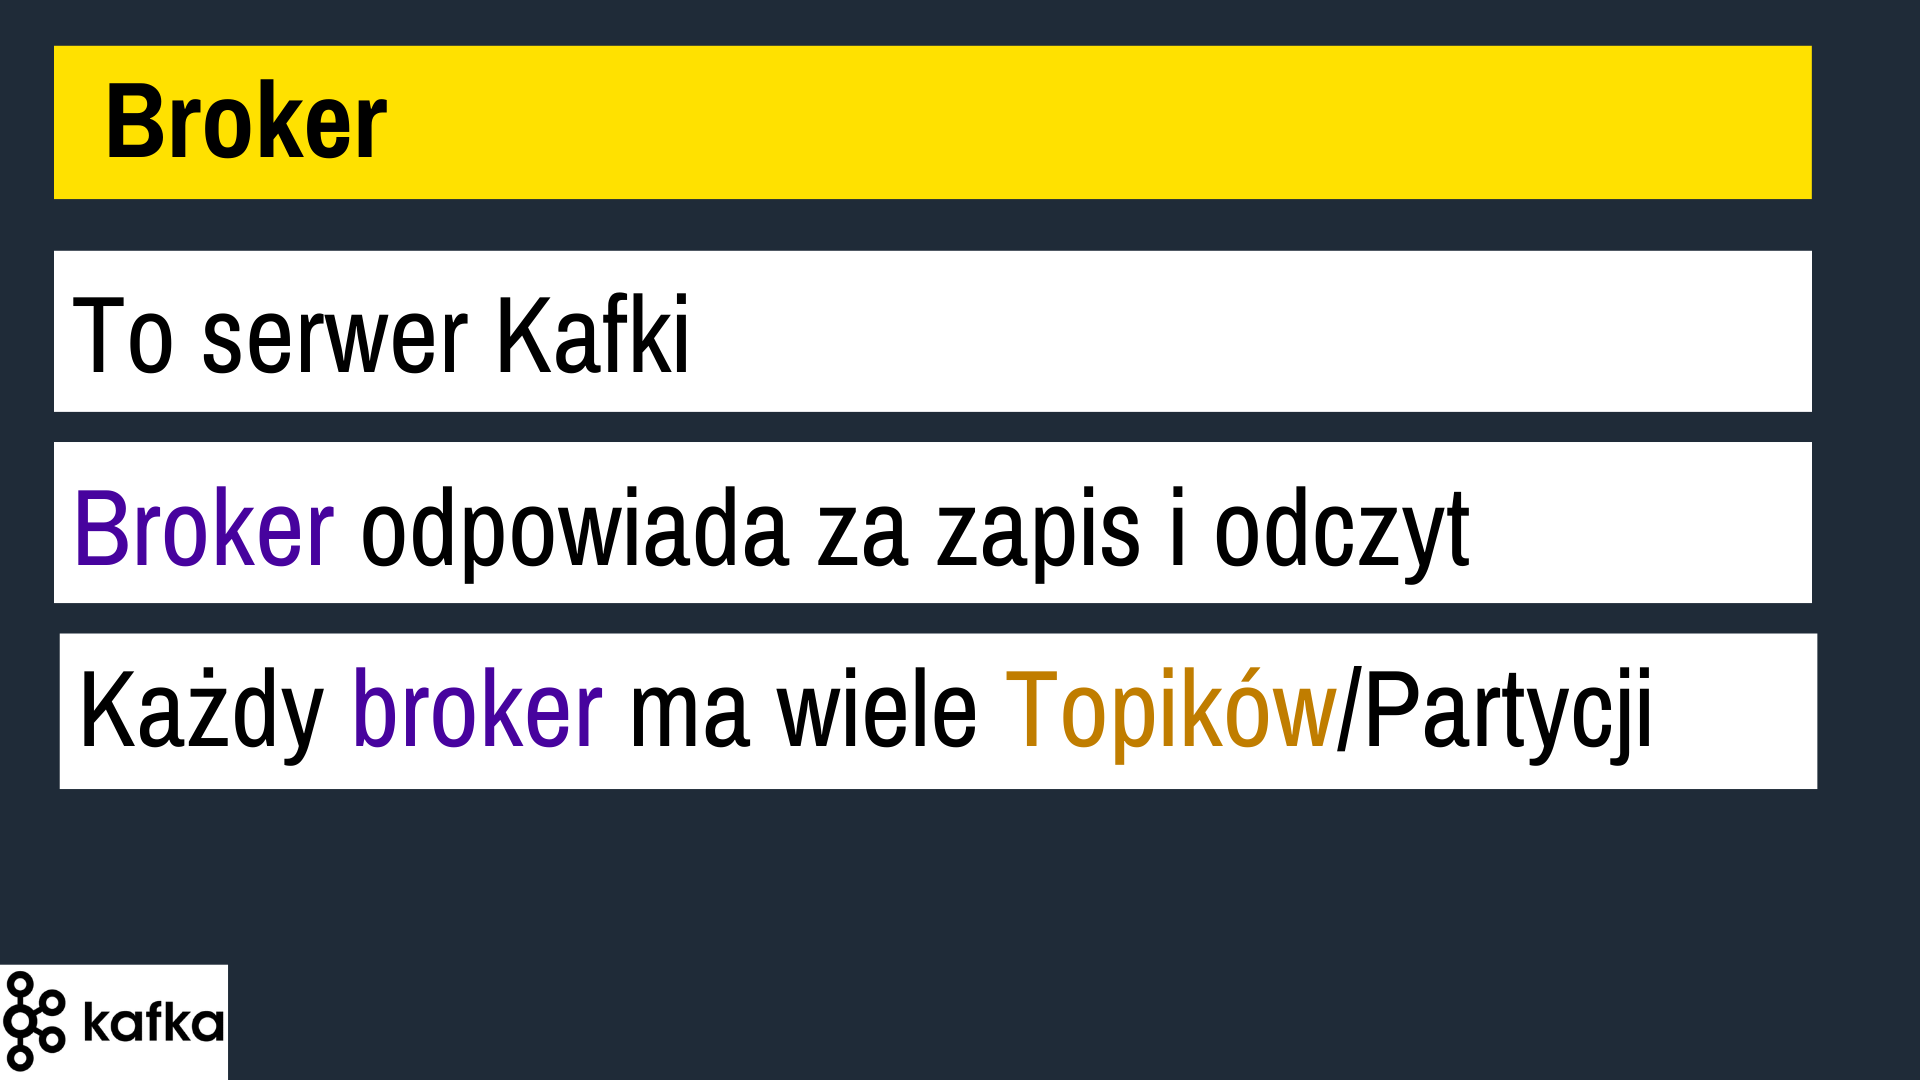 Broker
To serwer Kafki
Broker odpowiada za zapis i odczyt
Każdy broker ma wiele Topików/Partycji
kafka